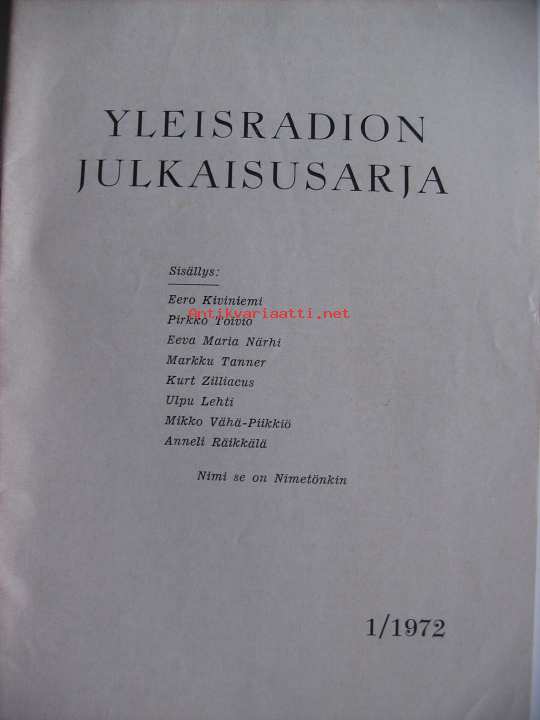 YLEISRADION
JULKAISUSARJA
Sisällys:
Eero Kiviniemi
Antikvariaatti.net
Pirkko Toivio
Eeva Maria Närhi
Markku Tanner
Kurt Zilliacus
Ulpu Lehti
Mikko Vähä-Piikkiö
Anneli Räikkälä
Nimi se on Nimetönkin
1/1972